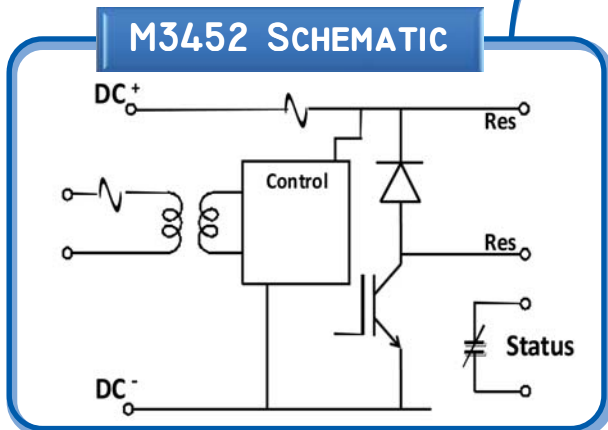 M3452 SCHEMATIC
DC +
Res
Control
Res
Status
DC -